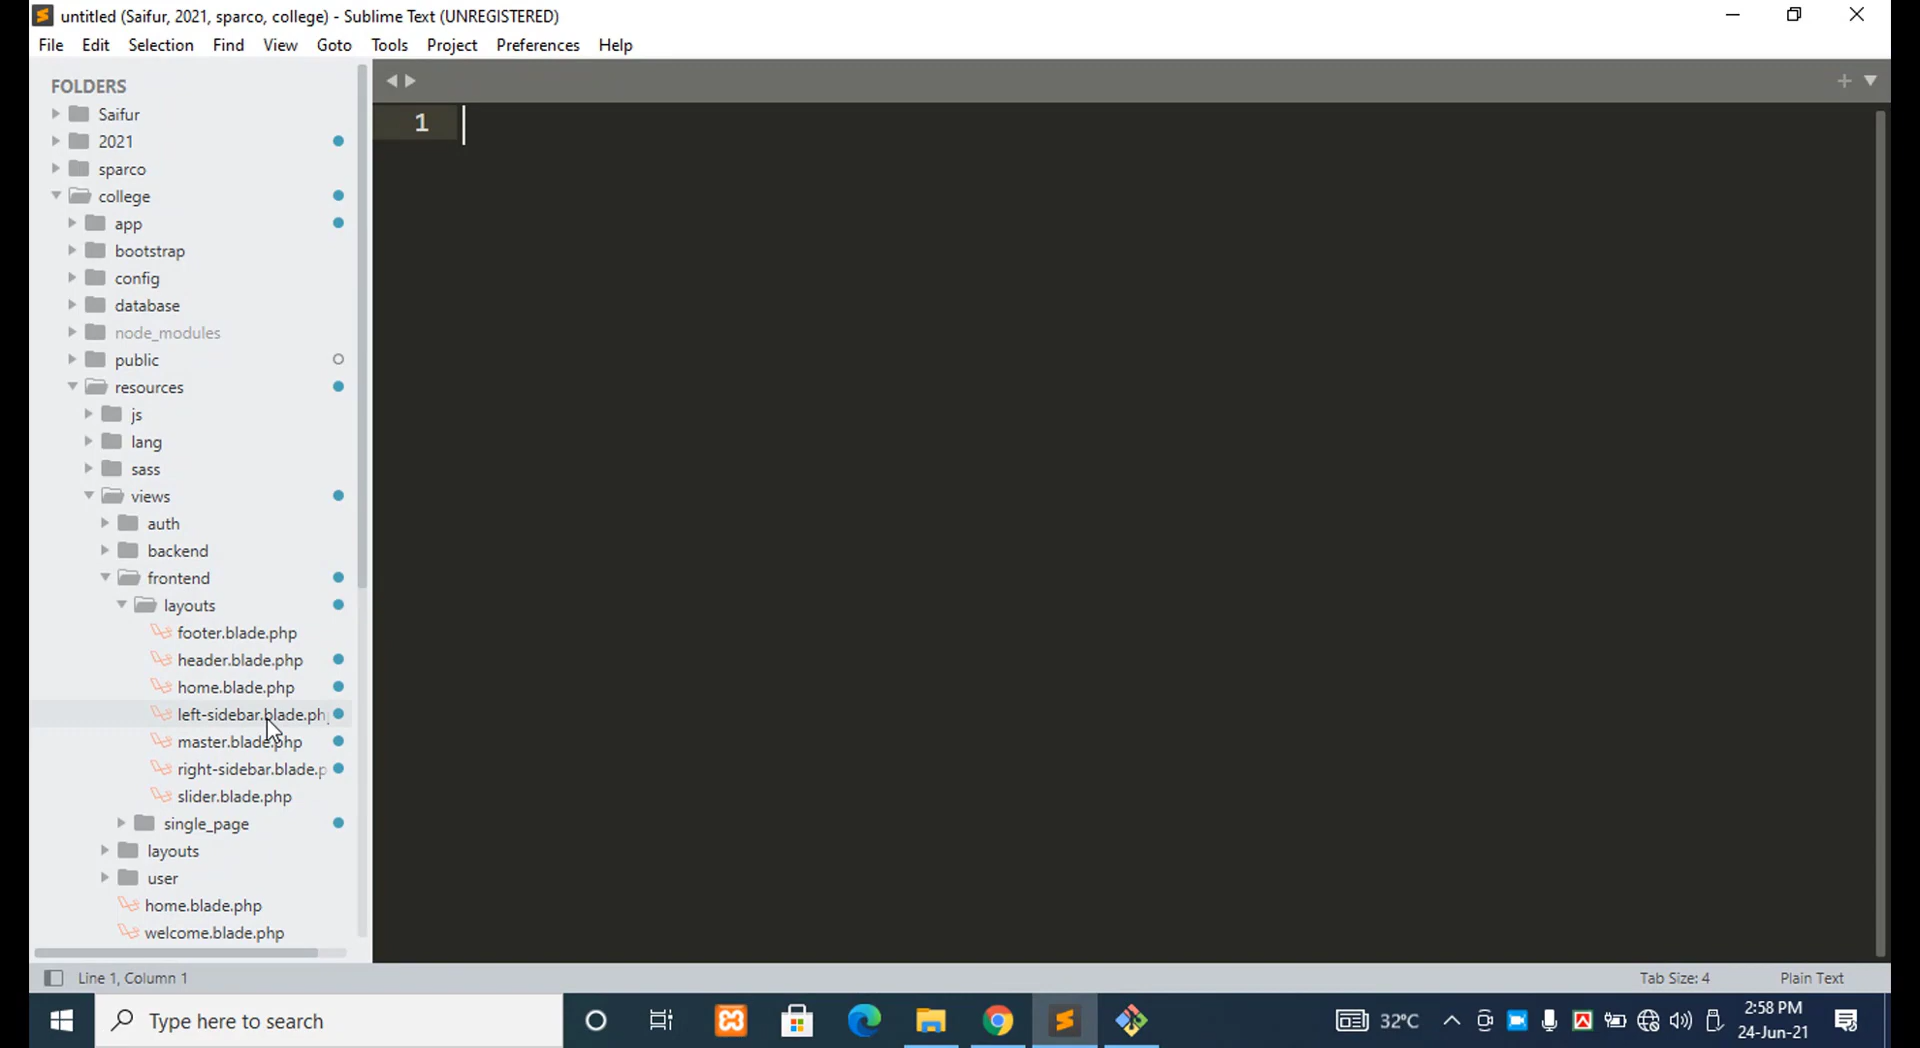 untitled (Saifur, 2021, sparco, college) - Sublime Text (UNREGISTERED)
File Edit Selection Find View Goto Tools Project Preferences Help
FOLDERS
Saifur
2021
sparco
college
app
bootstrap
config
database
node_modules
public
resources
js
lang
sass
views
auth
backend
frontend
layouts
footer.blade.php
header.blade.php
home.blade.php
left-sidebar.blade.ph
master.blade.php
right-sidebar.blade.p
slider.blade.php
single_page
layouts
user
home.blade.php
welcome.blade.php
1
Line 1, Column 1
Tab Size: 4
Plain Text
Type here to search
32°C
2:58 PM
24-Jun-21